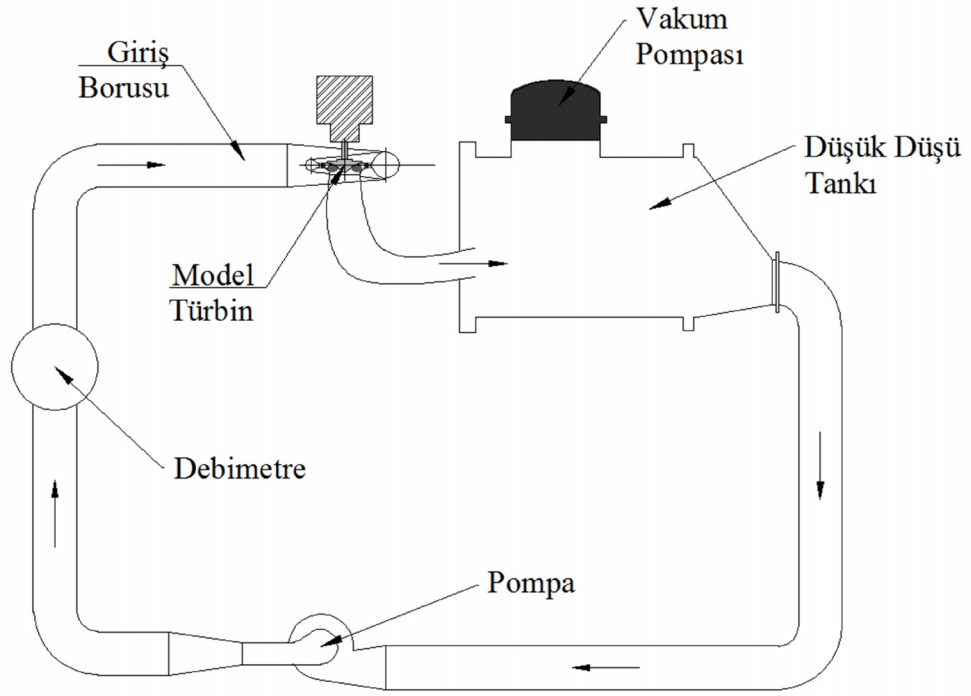 Vakum
Pompası
Giriş
Borusu
Düşük Düşü
Tankı
Model
Türbin
Debimetre
Pompa